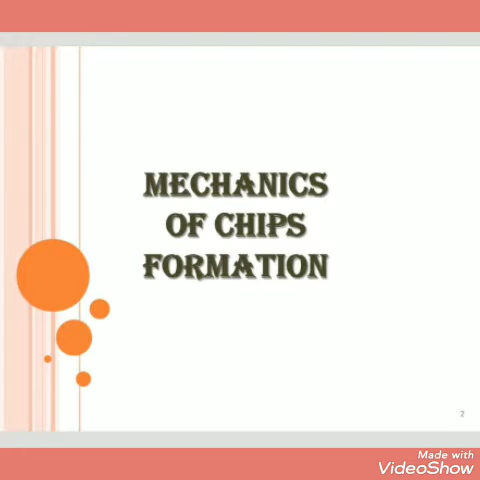 MECHANICS
OF CHIPS
FORMATION
2
Made with
VideoShow